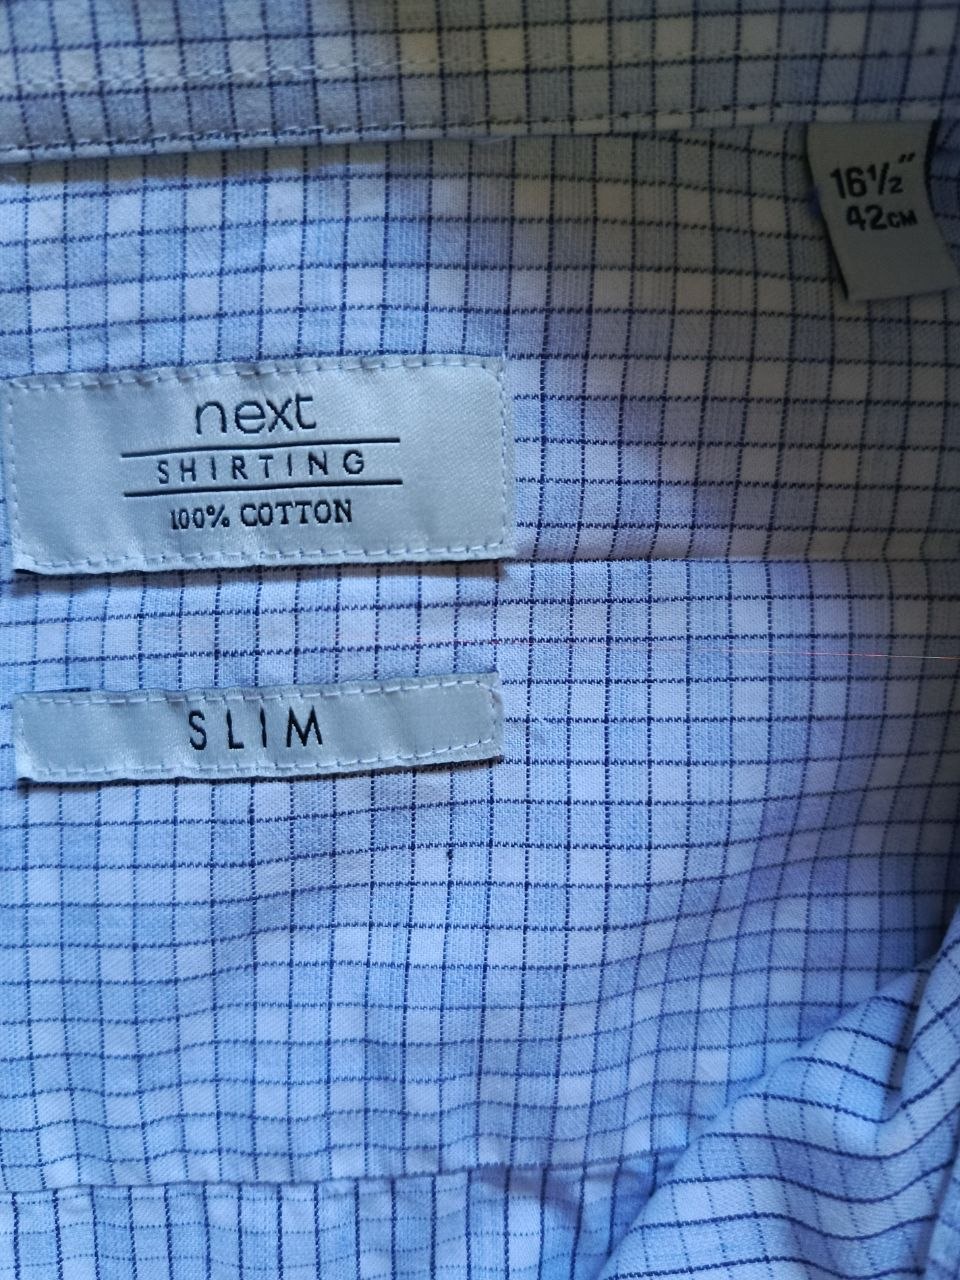 16½"
42CM
next
SHIRTING
100% COTTON
SLIM